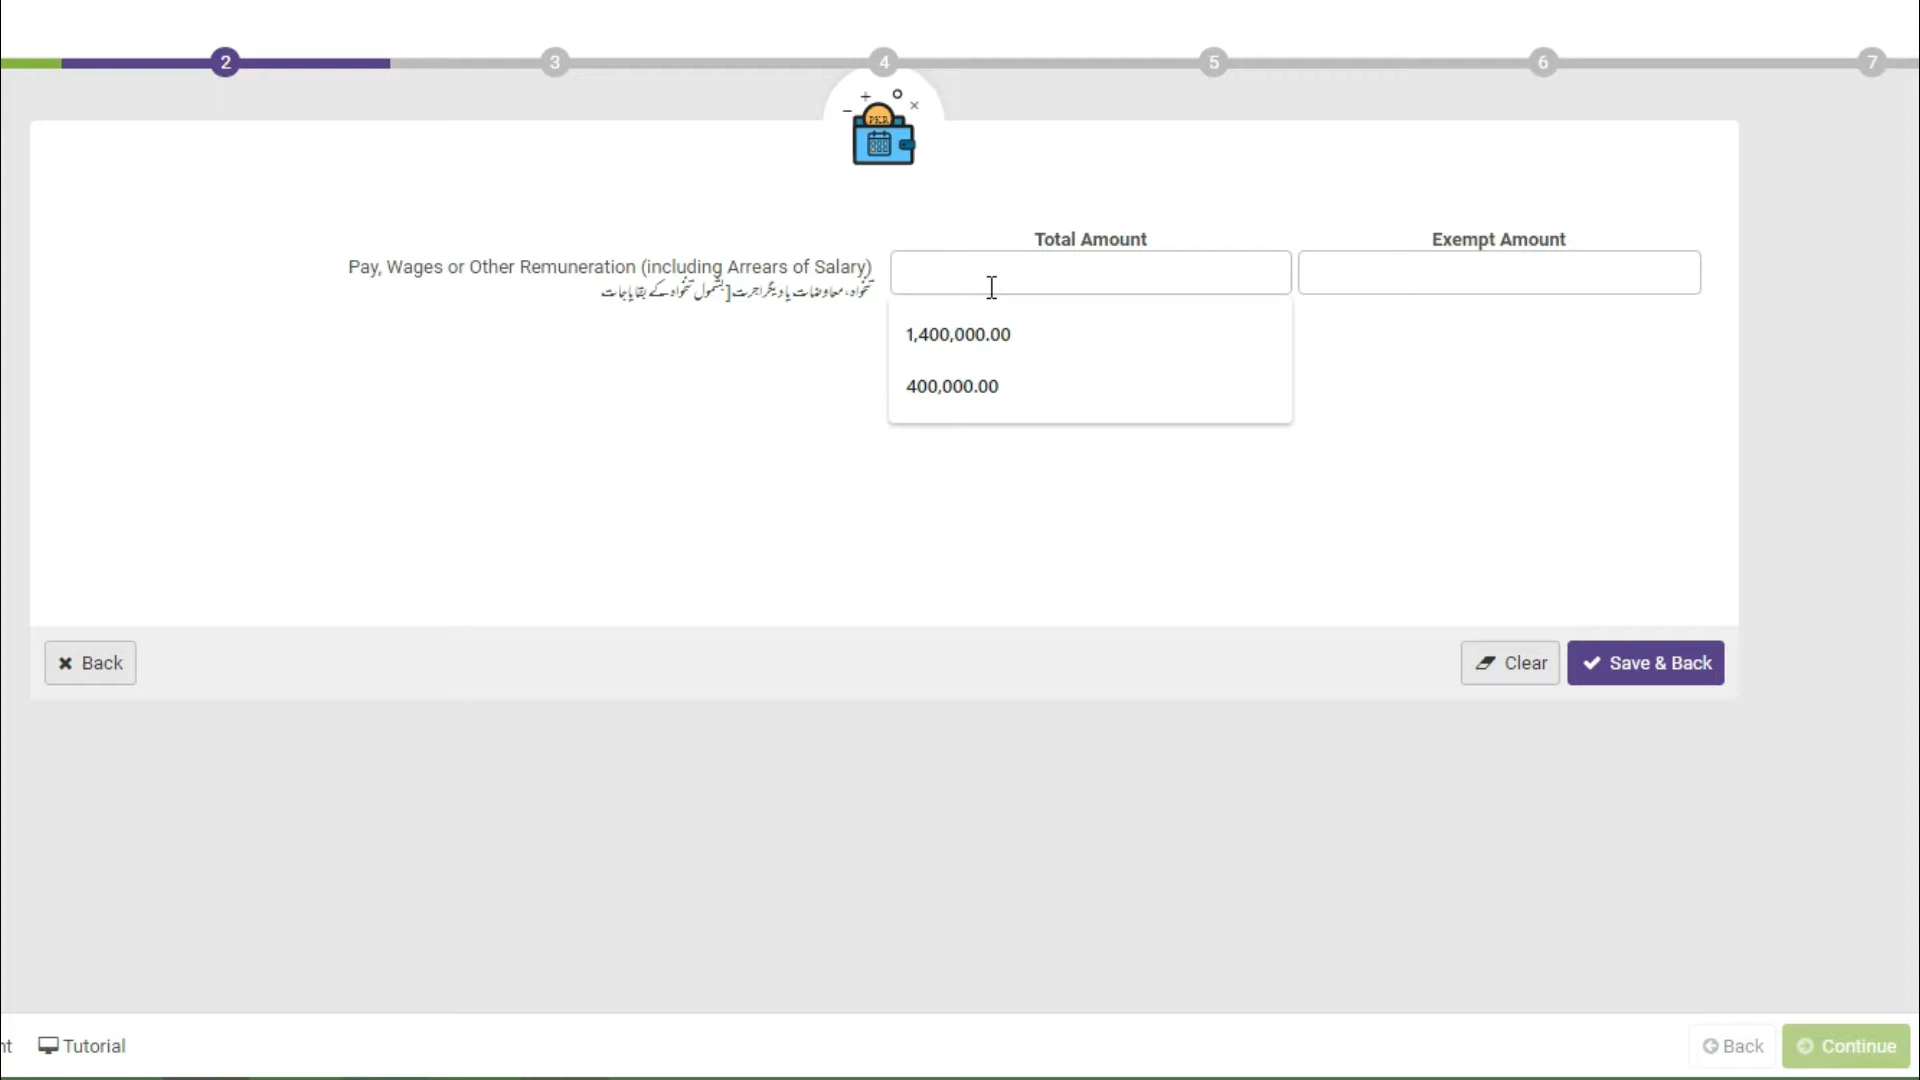 2 3 4 5 6 7
PKR
Total Amount Exempt Amount
Pay, Wages or Other Remuneration (including Arrears of Salary)
تنخواہ، معاوضات یا دیگر اجرت [بشمول تنخواہ کے بقایاجات
1,400,000.00
400,000.00
Back Clear Save & Back
nt Tutorial Back Continue